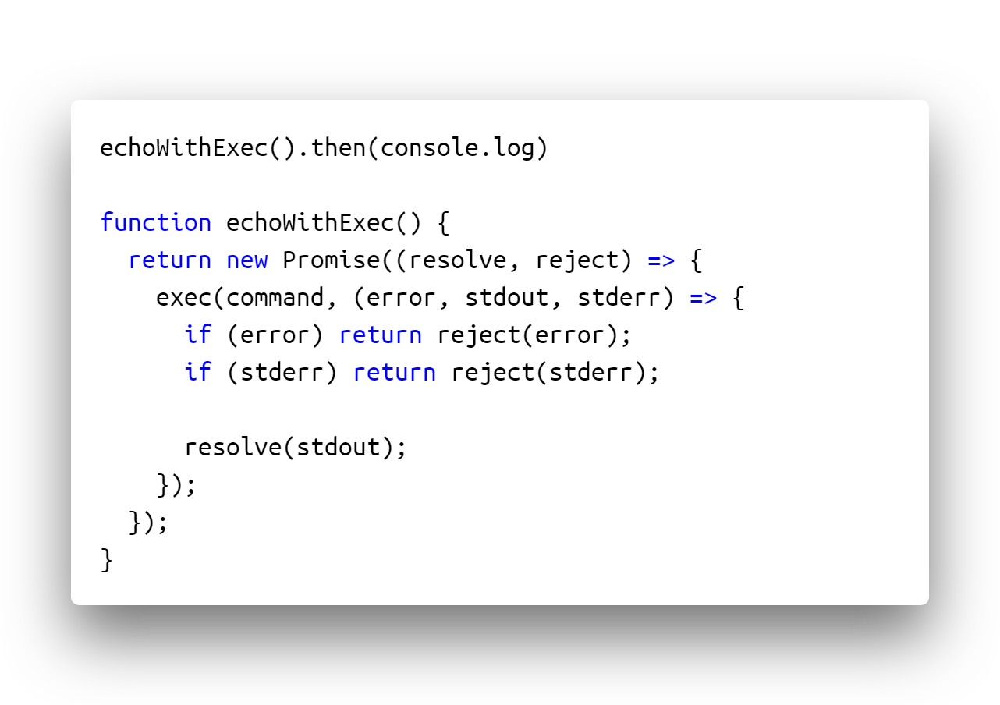 echoWithExec().then(console.log)

function echoWithExec() {
  return new Promise((resolve, reject) => {
    exec(command, (error, stdout, stderr) => {
      if (error) return reject(error);
      if (stderr) return reject(stderr);

      resolve(stdout);
    });
  });
}